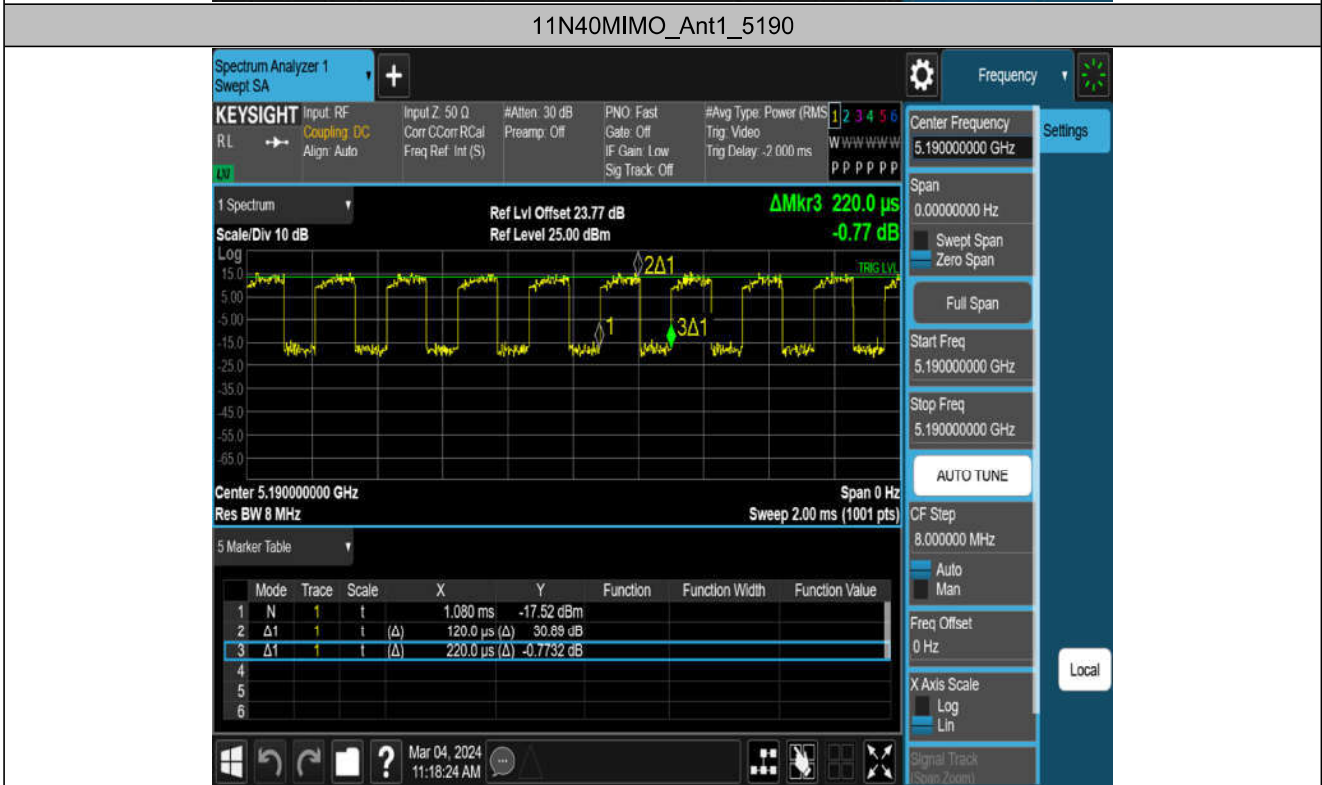 11N40MIMO_Ant1_5190
Spectrum Analyzer 1
Swept SA
+
Frequency
KEYSIGHT
RL
LXI
Input: RF
Coupling: DC
Align: Auto
Input Z: 50 Ω
Corr CCorr RCal
Freq Ref: Int (S)
#Atten: 30 dB
Preamp: Off
PNO: Fast
Gate: Off
IF Gain: Low
Sig Track: Off
#Avg Type: Power (RMS
Trig: Video
Trig Delay: -2.000 ms
1 2 3 4 5 6
W W W W W W
P P P P P P
1 Spectrum
Scale/Div 10 dB
Ref Lvl Offset 23.77 dB
Ref Level 25.00 dBm
ΔMkr3 220.0 µs
-0.77 dB
Log
15.0
5.00
-5.00
-15.0
-25.0
-35.0
-45.0
-55.0
-65.0
2Δ1
1
3Δ1
TRIG LVL
Center 5.190000000 GHz
Res BW 8 MHz
Span 0 Hz
Sweep 2.00 ms (1001 pts)
5 Marker Table
Mode Trace Scale X Y Function Function Width Function Value
1 N 1 t 1.080 ms -17.52 dBm
2 Δ1 1 t (Δ) 120.0 µs (Δ) 30.89 dB
3 Δ1 1 t (Δ) 220.0 µs (Δ) -0.7732 dB
4
5
6
Mar 04, 2024
11:18:24 AM
?
Center Frequency
5.190000000 GHz
Settings
Span
0.00000000 Hz
Swept Span
Zero Span
Full Span
Start Freq
5.190000000 GHz
Stop Freq
5.190000000 GHz
AUTO TUNE
CF Step
8.000000 MHz
Auto
Man
Freq Offset
0 Hz
X Axis Scale
Log
Lin
Local
Signal Track
(Span Zoom)